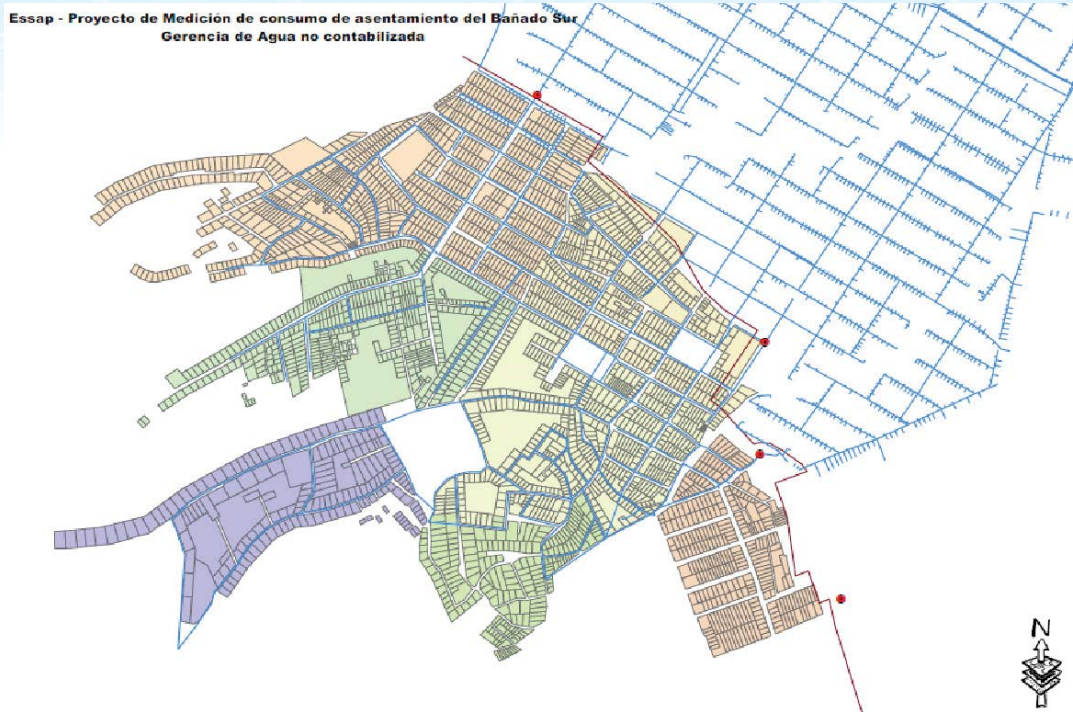 Essap - Proyecto de Medición de consumo de asentamiento del Bañado Sur
Gerencia de Agua no contabilizada
N